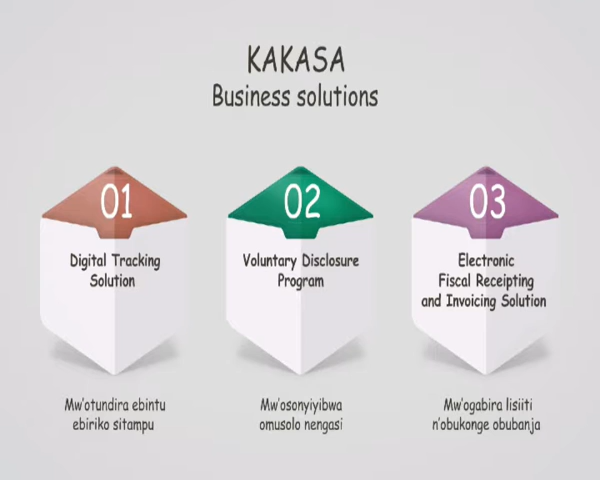 KAKASA
Business solutions
01
Digital Tracking
Solution
Mw'otundira ebintu
ebiriko sitampu
02
Voluntary Disclosure
Program
Mw'osonyiyibwa
omusolo nengasi
03
Electronic
Fiscal Receipting
and Invoicing Solution
Mw'ogabira lisiiti
n'obukonge obubanja